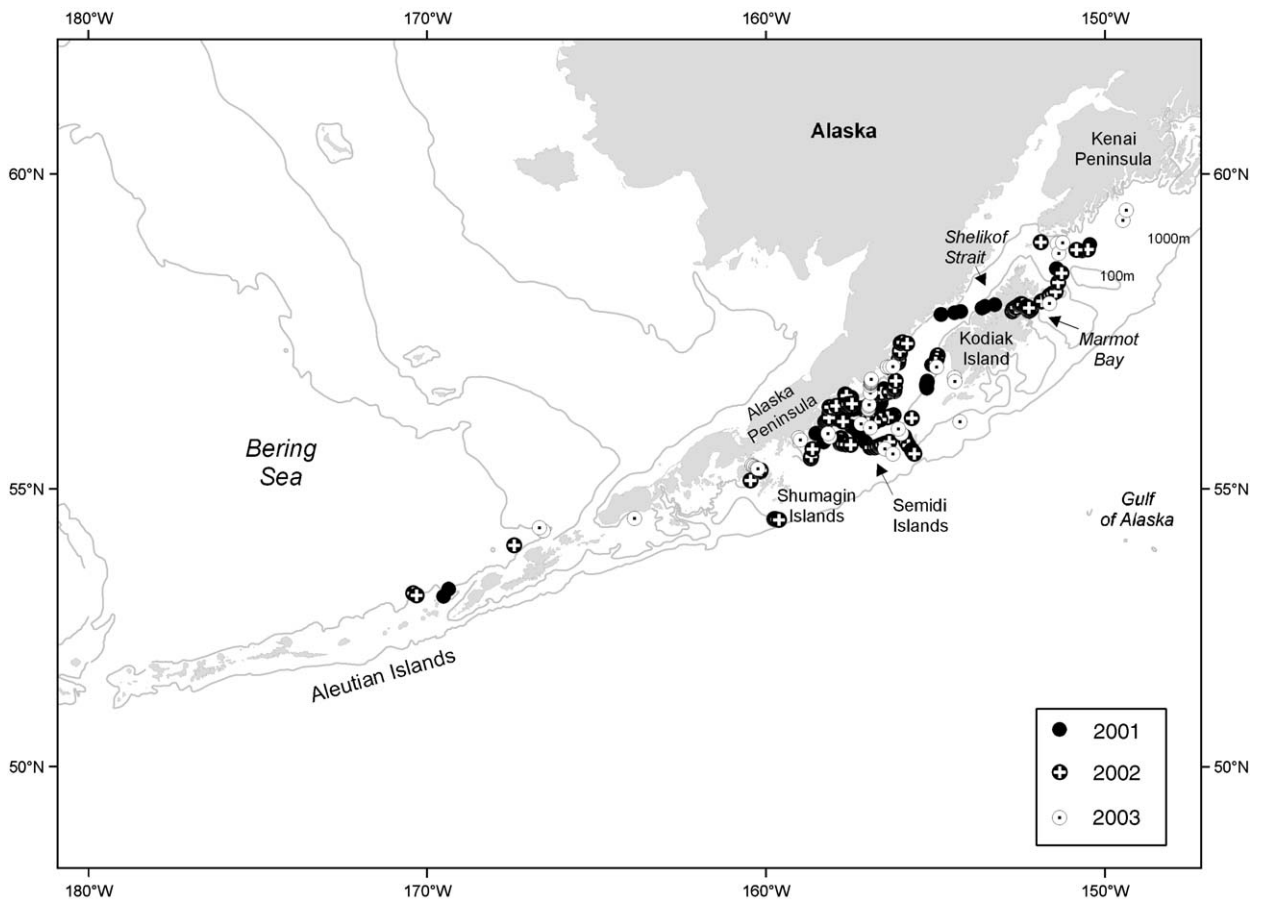 180°W 170°W 160°W 150°W
Alaska
Kenai
Peninsula
60°N 60°N
Shelikof
Strait
1000m
100m
Kodiak
Island
Marmot
Bay
Alaska
Peninsula
Bering
Sea
55°N 55°N
Shumagin
Islands
Semidi
Islands
Gulf
of Alaska
Aleutian Islands
2001
2002
2003
50°N 50°N
180°W 170°W 160°W 150°W